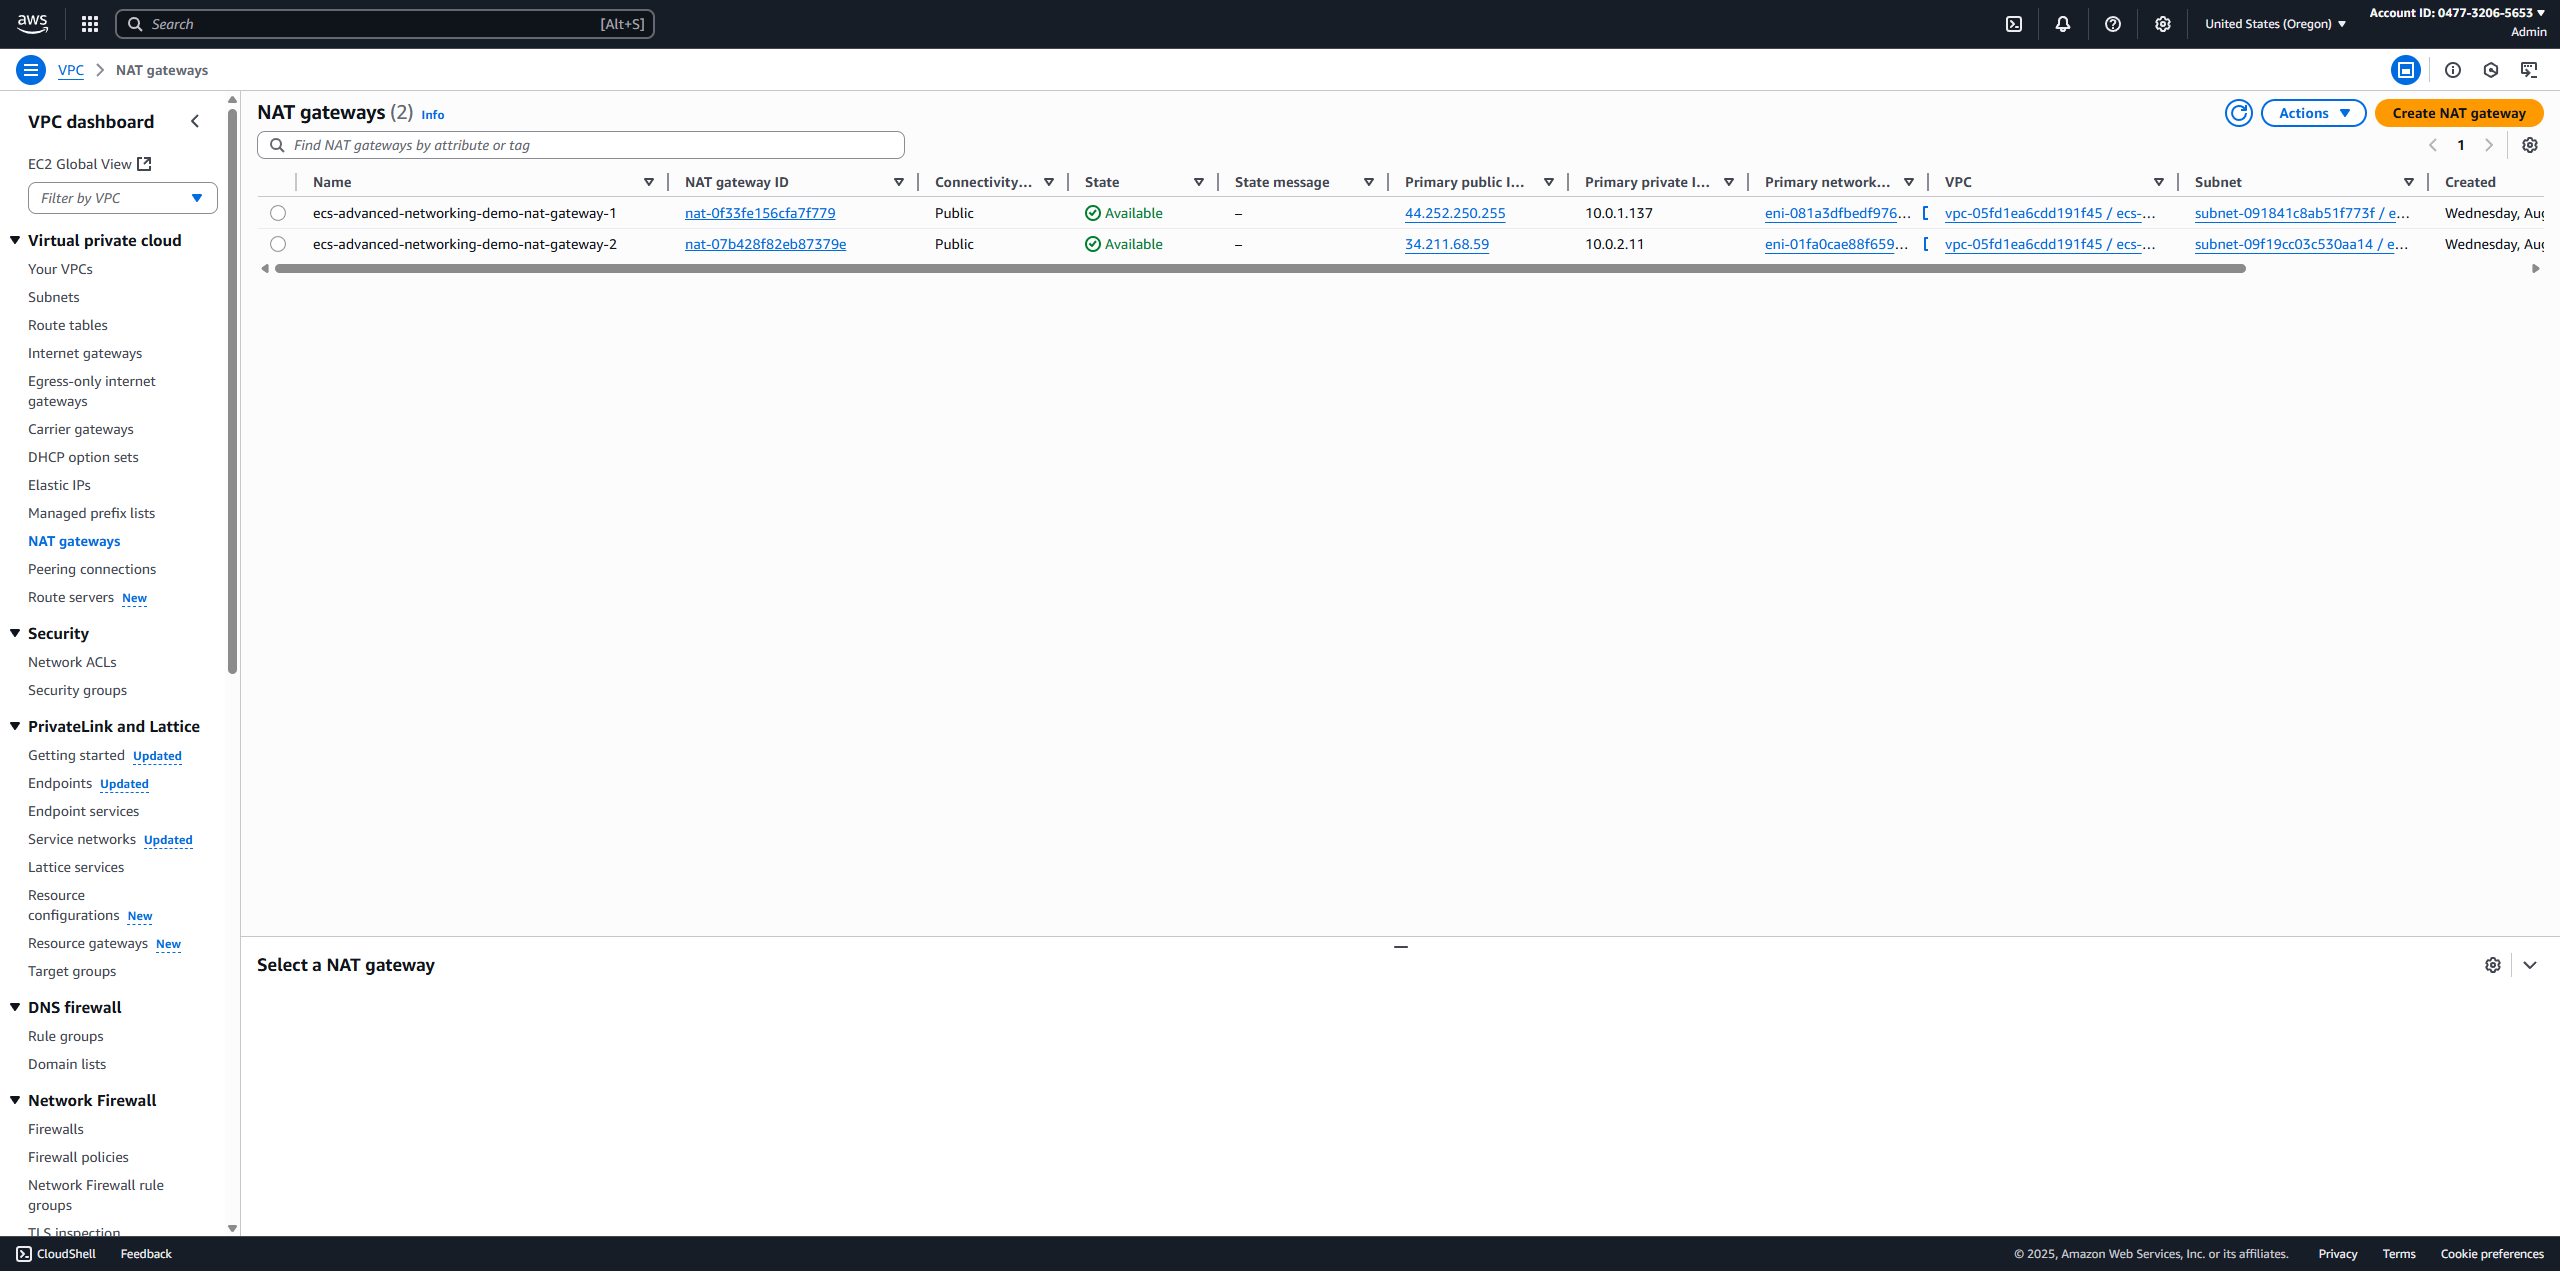 aws
Search [Alt+S]
United States (Oregon)
Account ID: 0477-3206-5653
Admin
VPC
NAT gateways
VPC dashboard
EC2 Global View
Filter by VPC
Virtual private cloud
Your VPCs
Subnets
Route tables
Internet gateways
Egress-only internet
gateways
Carrier gateways
DHCP option sets
Elastic IPs
Managed prefix lists
NAT gateways
Peering connections
Route servers New
Security
Network ACLs
Security groups
PrivateLink and Lattice
Getting started Updated
Endpoints Updated
Endpoint services
Service networks Updated
Lattice services
Resource
configurations New
Resource gateways New
Target groups
DNS firewall
Rule groups
Domain lists
Network Firewall
Firewalls
Firewall policies
Network Firewall rule
groups
TLS inspection
NAT gateways (2) Info
Actions
Create NAT gateway
Find NAT gateways by attribute or tag
1
Name NAT gateway ID Connectivity... State State message Primary public I... Primary private I... Primary network... VPC Subnet Created
ecs-advanced-networking-demo-nat-gateway-1 nat-0f33fe156cfa7f779 Public Available – 44.252.250.255 10.0.1.137 eni-081a3dfbedf976... vpc-05fd1ea6cdd191f45 / ecs-... subnet-091841c8ab51f773f / e... Wednesday, Aug
ecs-advanced-networking-demo-nat-gateway-2 nat-07b428f82eb87379e Public Available – 34.211.68.59 10.0.2.11 eni-01fa0cae88f659... vpc-05fd1ea6cdd191f45 / ecs-... subnet-09f19cc03c530aa14 / e... Wednesday, Aug
Select a NAT gateway
CloudShell Feedback
© 2025, Amazon Web Services, Inc. or its affiliates. Privacy Terms Cookie preferences